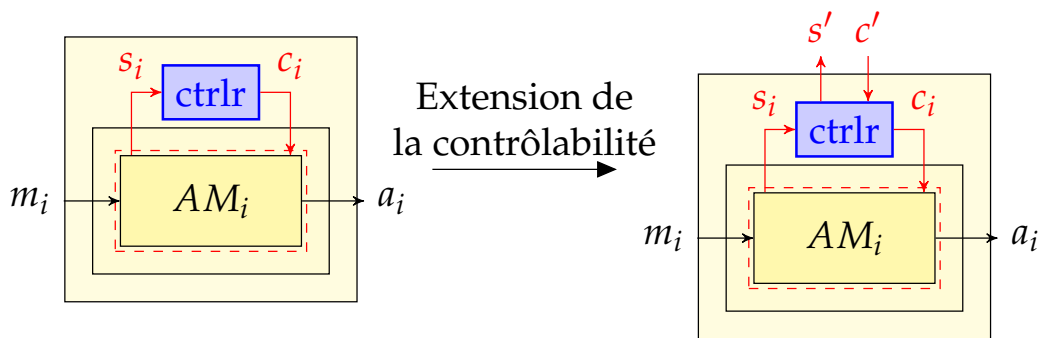 s_i c_i
ctrlr
m_i AM_i a_i
Extension de
la contrôlabilité
s' c'
s_i c_i
ctrlr
m_i AM_i a_i